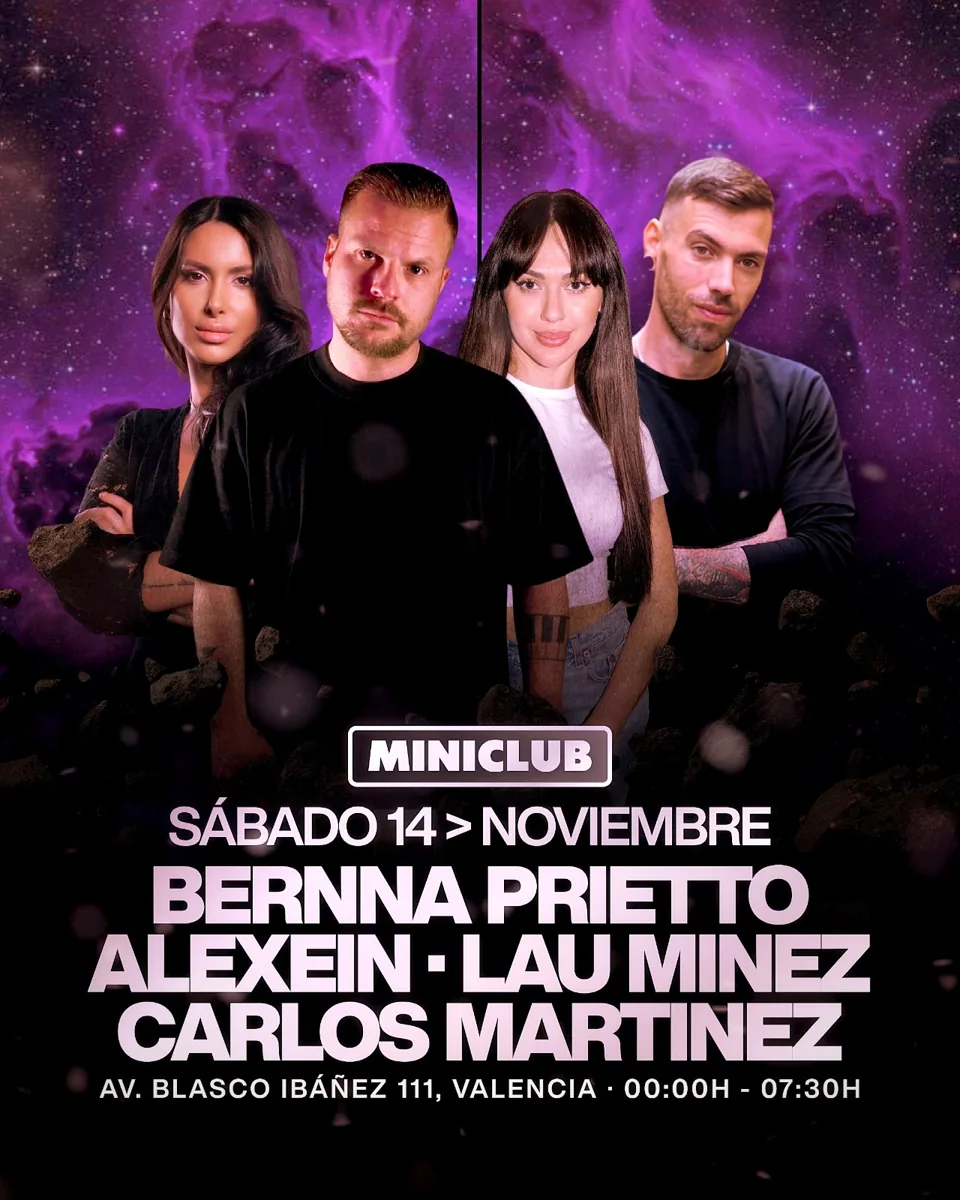 MINICLUB
SÁBADO 14 > NOVIEMBRE
BERNNA PRIETTO
ALEXEIN · LAU MINEZ
CARLOS MARTINEZ
AV. BLASCO IBÁÑEZ 111, VALENCIA · 00:00H - 07:30H